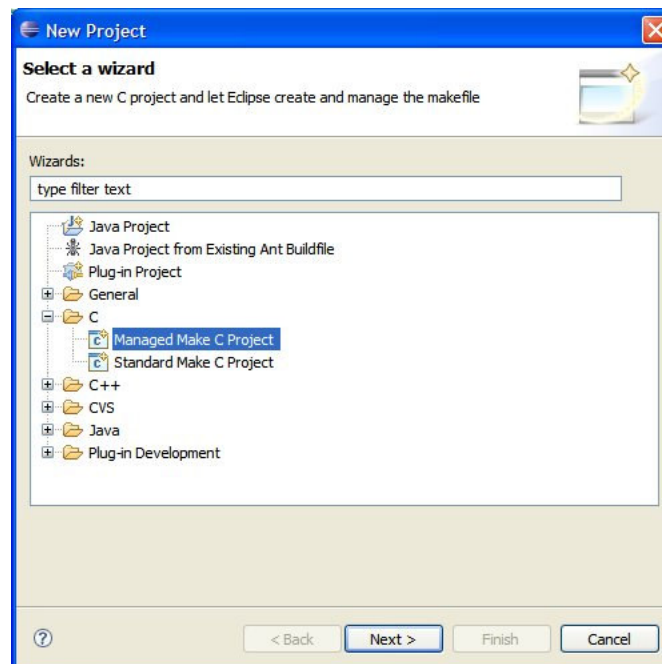 New Project
Select a wizard
Create a new C project and let Eclipse create and manage the makefile
Wizards:
type filter text
Java Project
Java Project from Existing Ant Buildfile
Plug-in Project
General
C
Managed Make C Project
Standard Make C Project
C++
CVS
Java
Plug-in Development
< Back Next > Finish Cancel